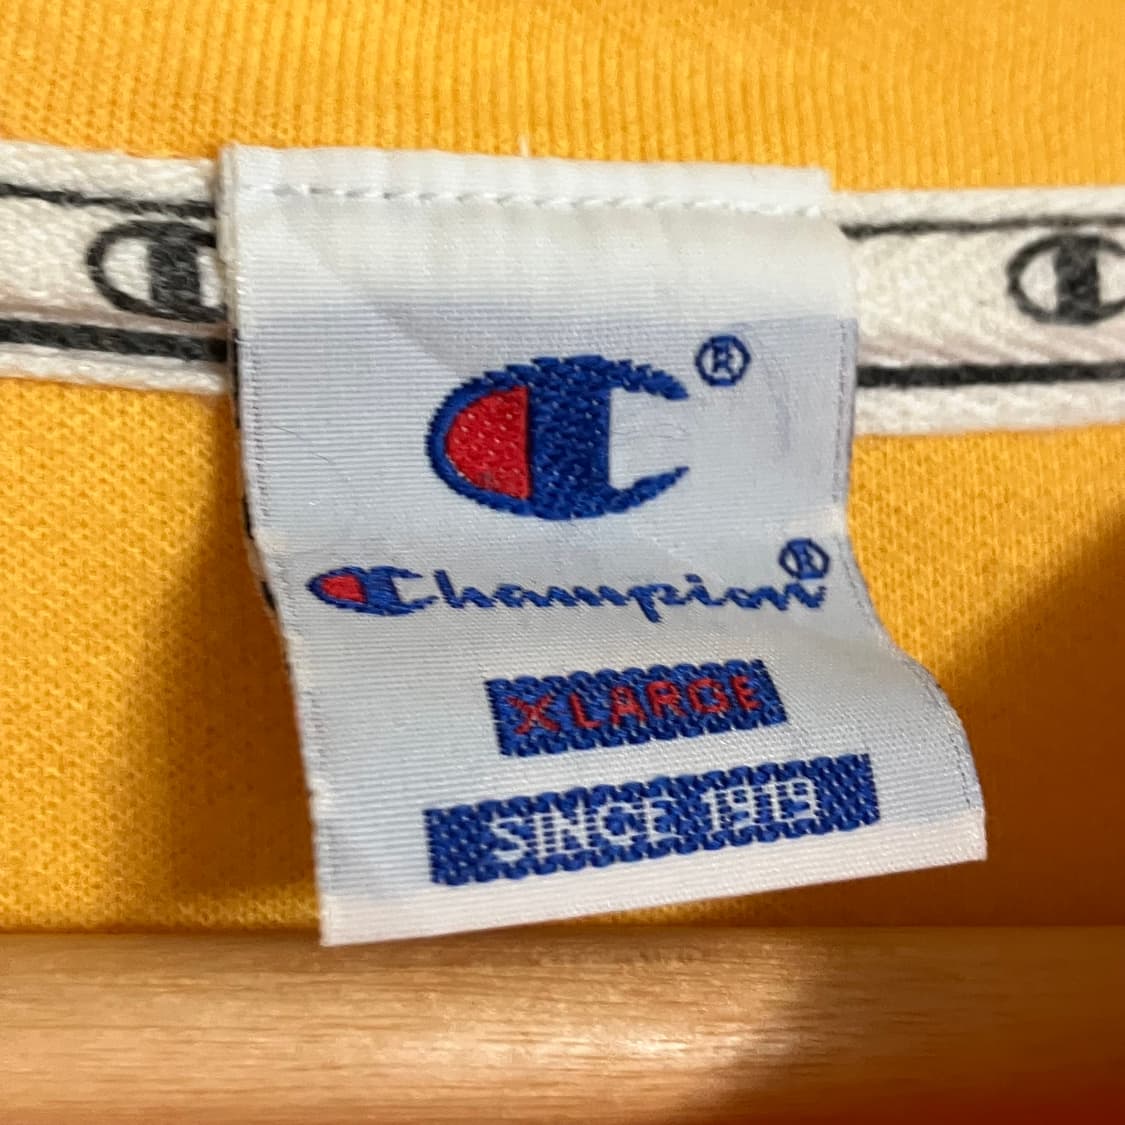 C®
Champion®
XLARGE
SINCE 1919